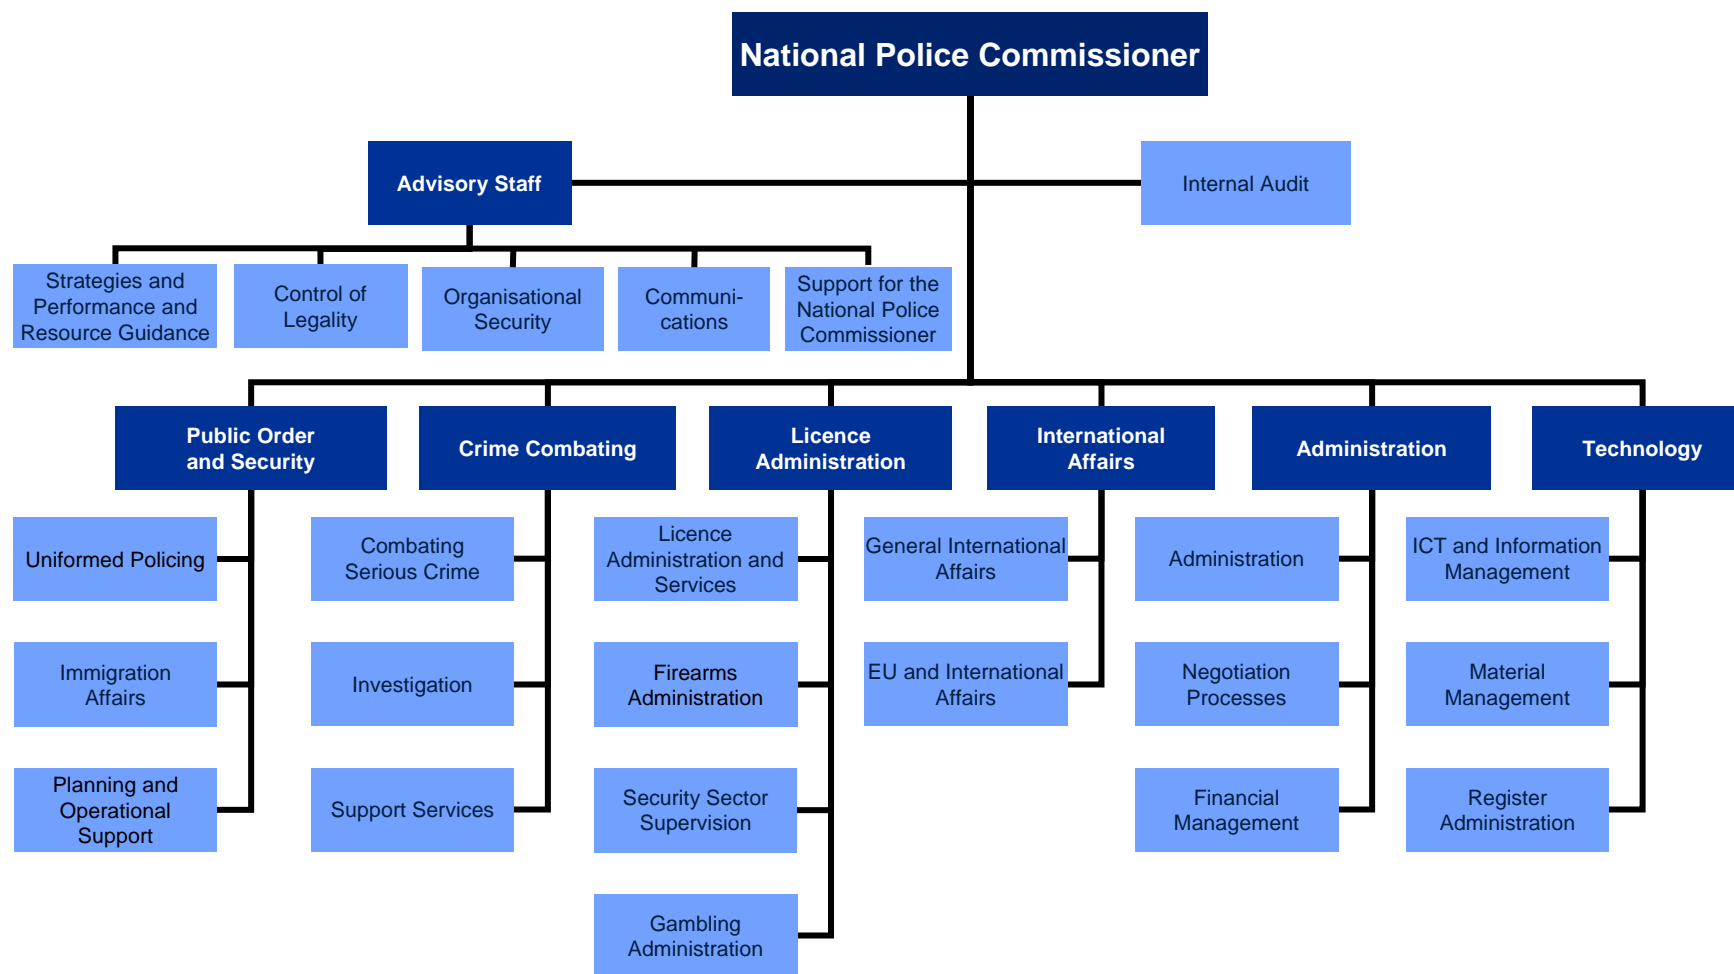 National Police Commissioner
Advisory Staff
Internal Audit
Strategies and
Performance and
Resource Guidance
Control of
Legality
Organisational
Security
Communi-
cations
Support for the
National Police
Commissioner
Public Order
and Security
Crime Combating
Licence
Administration
International
Affairs
Administration
Technology
Uniformed Policing
Combating
Serious Crime
Licence
Administration and
Services
General International
Affairs
Administration
ICT and Information
Management
Immigration
Affairs
Investigation
Firearms
Administration
EU and International
Affairs
Negotiation
Processes
Material
Management
Planning and
Operational
Support
Support Services
Security Sector
Supervision
Financial
Management
Register
Administration
Gambling
Administration